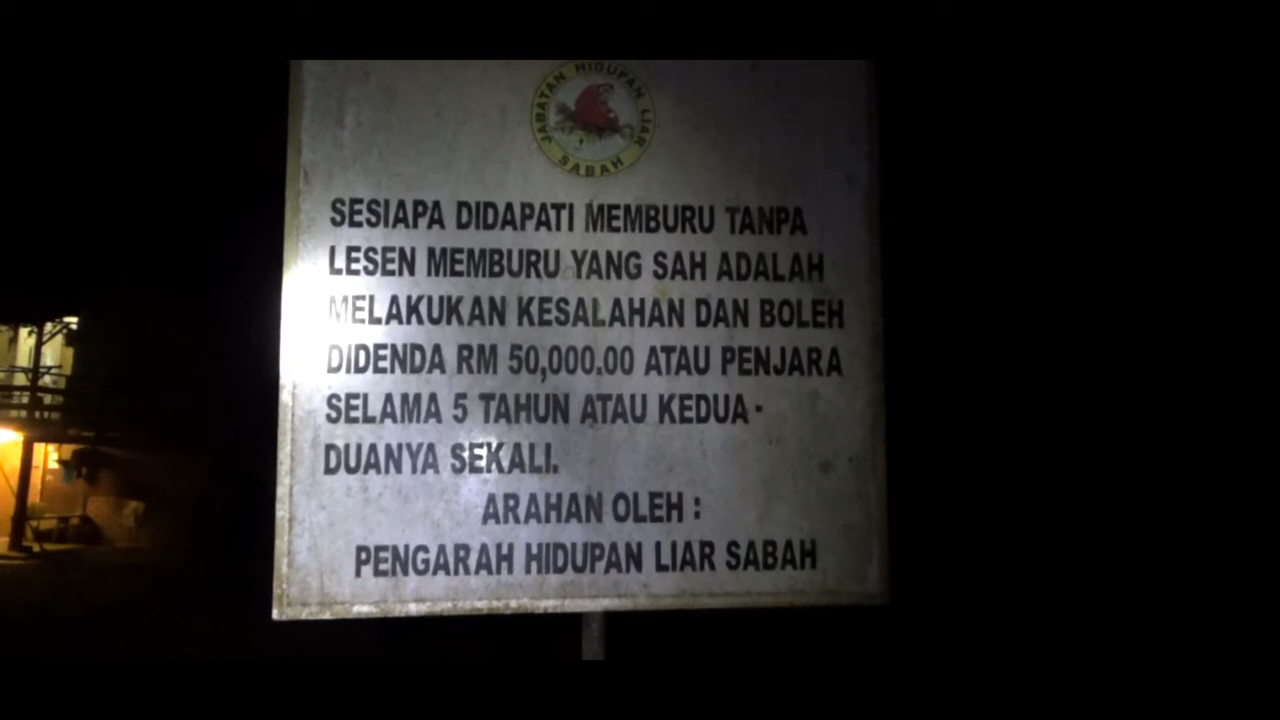 JABATAN HIDUPAN LIAR
SABAH
SESIAPA DIDAPATI MEMBURU TANPA
LESEN MEMBURU YANG SAH ADALAH
MELAKUKAN KESALAHAN DAN BOLEH
DIDENDA RM 50,000.00 ATAU PENJARA
SELAMA 5 TAHUN ATAU KEDUA-
DUANYA SEKALI.
ARAHAN OLEH :
PENGARAH HIDUPAN LIAR SABAH